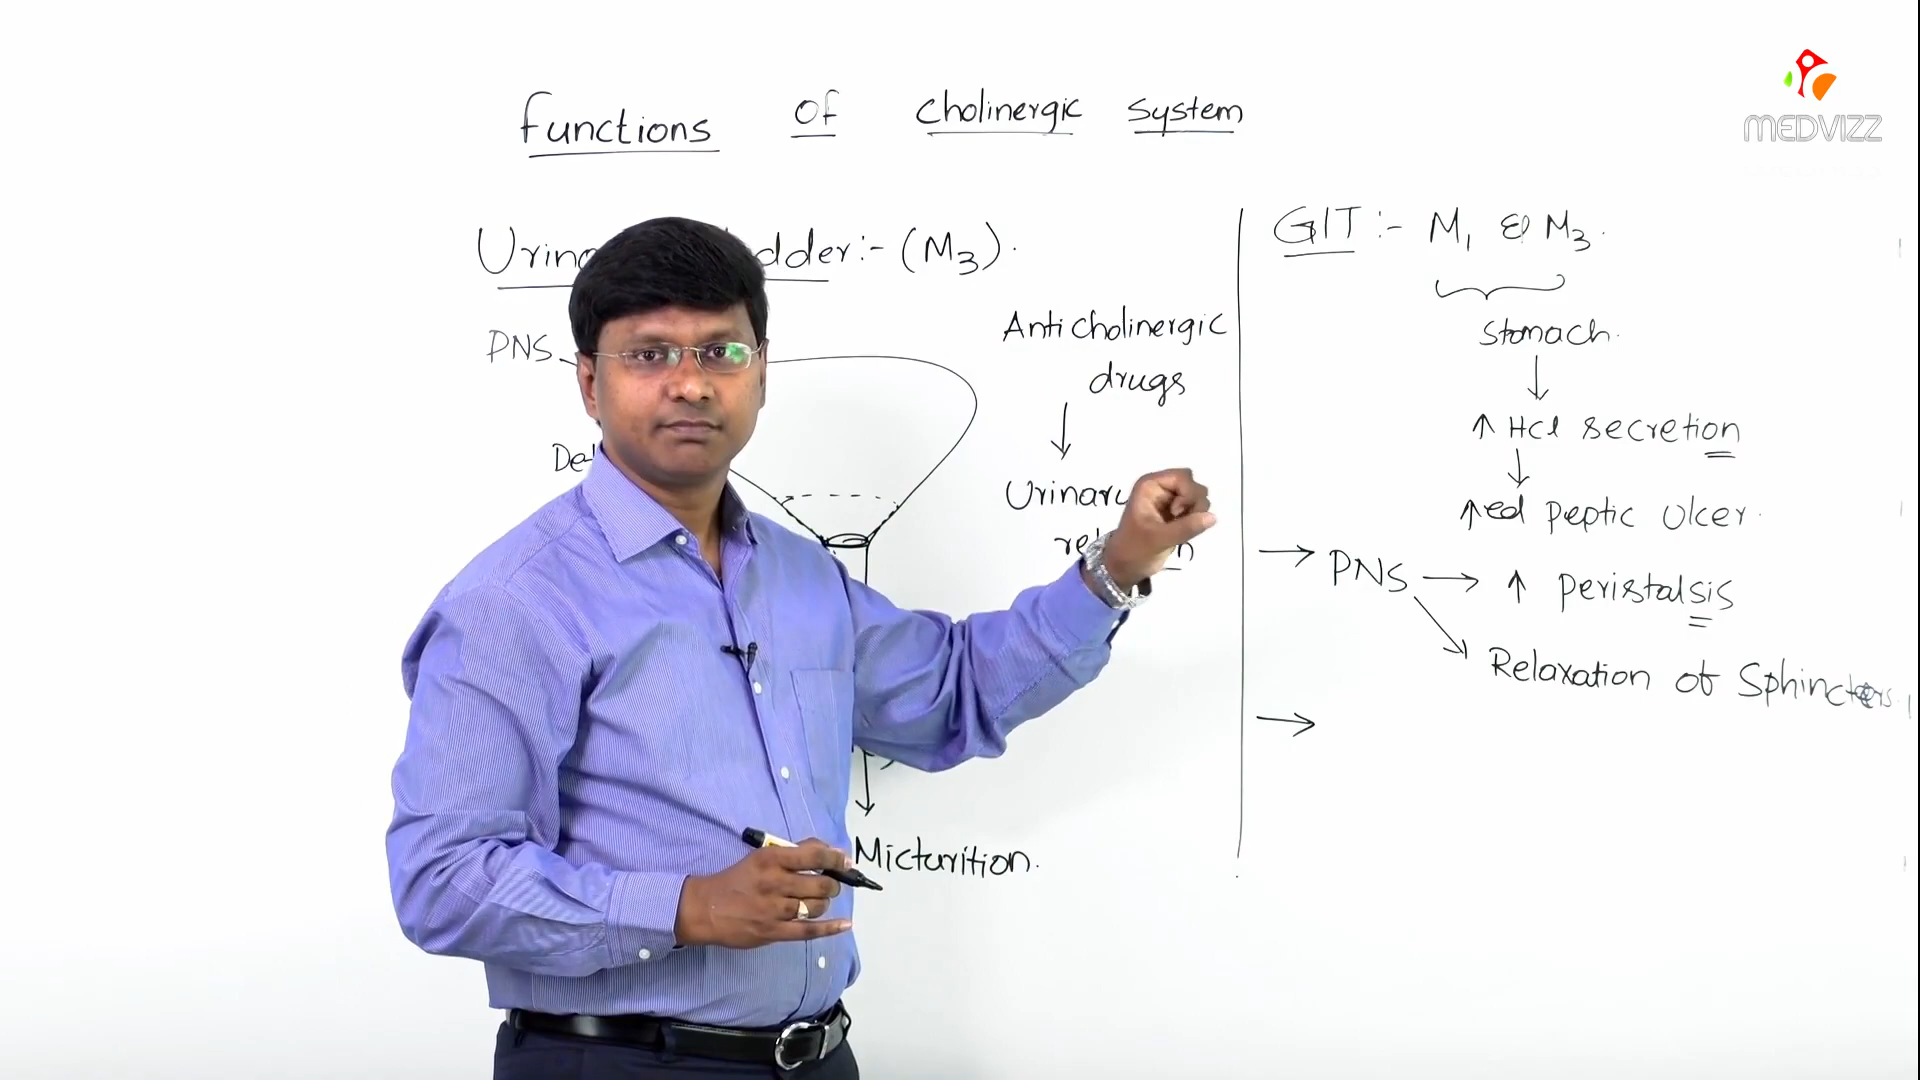 Functions of Cholinergic System
MEDVIZZ
:- (M3).
PNS
Anticholinergic
drugs
↓
Micturition.
GIT :- M1 & M3.
Stomach.
↓
↑ HCl secretion
↓
↑ed peptic ulcer.
→ PNS → ↑ peristalsis
Relaxation of Sphincters.
→